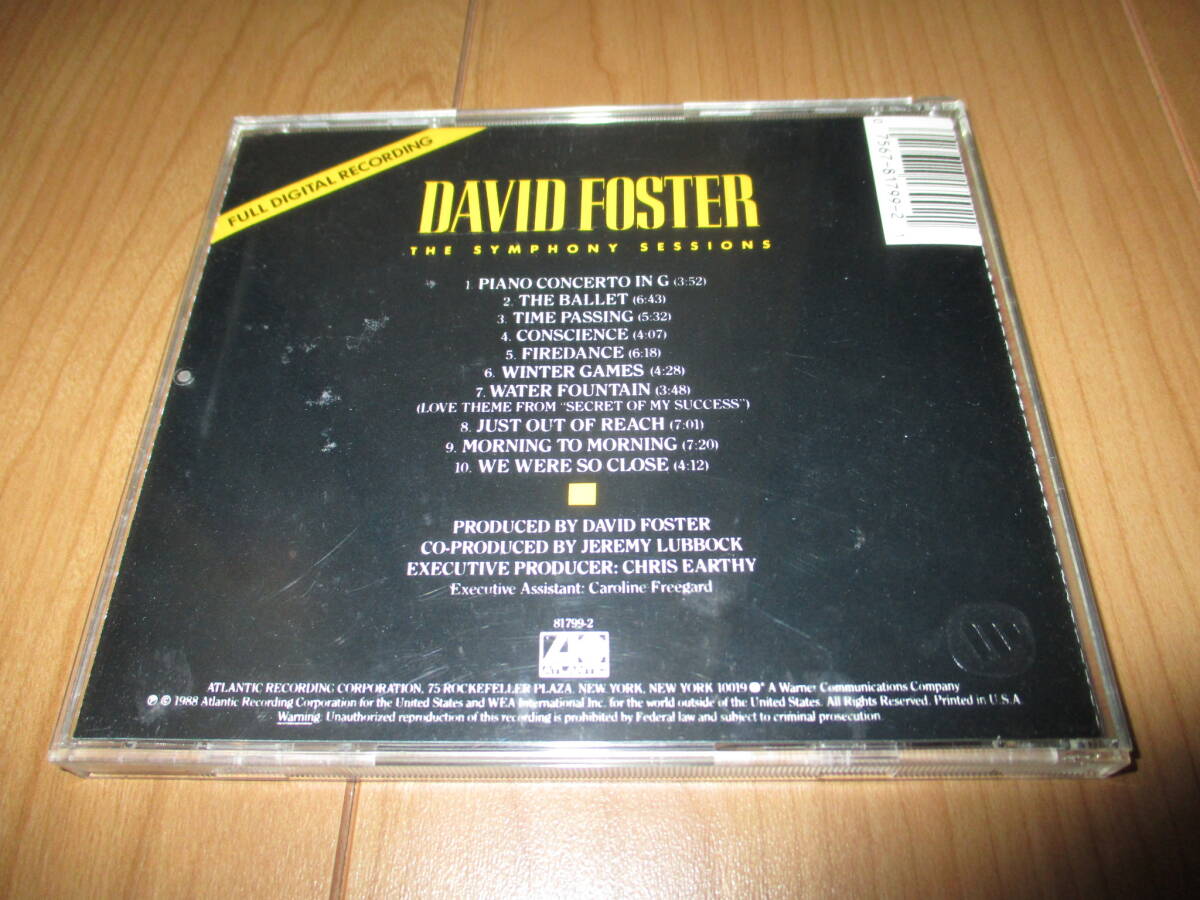 FULL DIGITAL RECORDING
DAVID FOSTER
THE SYMPHONY SESSIONS
1. PIANO CONCERTO IN G (3:52)
2. THE BALLET (6:43)
3. TIME PASSING (5:32)
4. CONSCIENCE (4:07)
5. FIREDANCE (6:18)
6. WINTER GAMES (4:28)
7. WATER FOUNTAIN (3:48)
(LOVE THEME FROM "SECRET OF MY SUCCESS")
8. JUST OUT OF REACH (7:01)
9. MORNING TO MORNING (7:20)
10. WE WERE SO CLOSE (4:12)
PRODUCED BY DAVID FOSTER
CO-PRODUCED BY JEREMY LUBBOCK
EXECUTIVE PRODUCER: CHRIS EARTHY
Executive Assistant: Caroline Freegard
81799-2
ATLANTIC
ATLANTIC RECORDING CORPORATION, 75 ROCKEFELLER PLAZA, NEW YORK, NEW YORK 10019 A Warner Communications Company
℗ © 1988 Atlantic Recording Corporation for the United States and WEA International Inc. for the world outside of the United States. All Rights Reserved. Printed in U.S.A.
Warning: Unauthorized reproduction of this recording is prohibited by Federal law and subject to criminal prosecution.
0 7567-81799-2 1